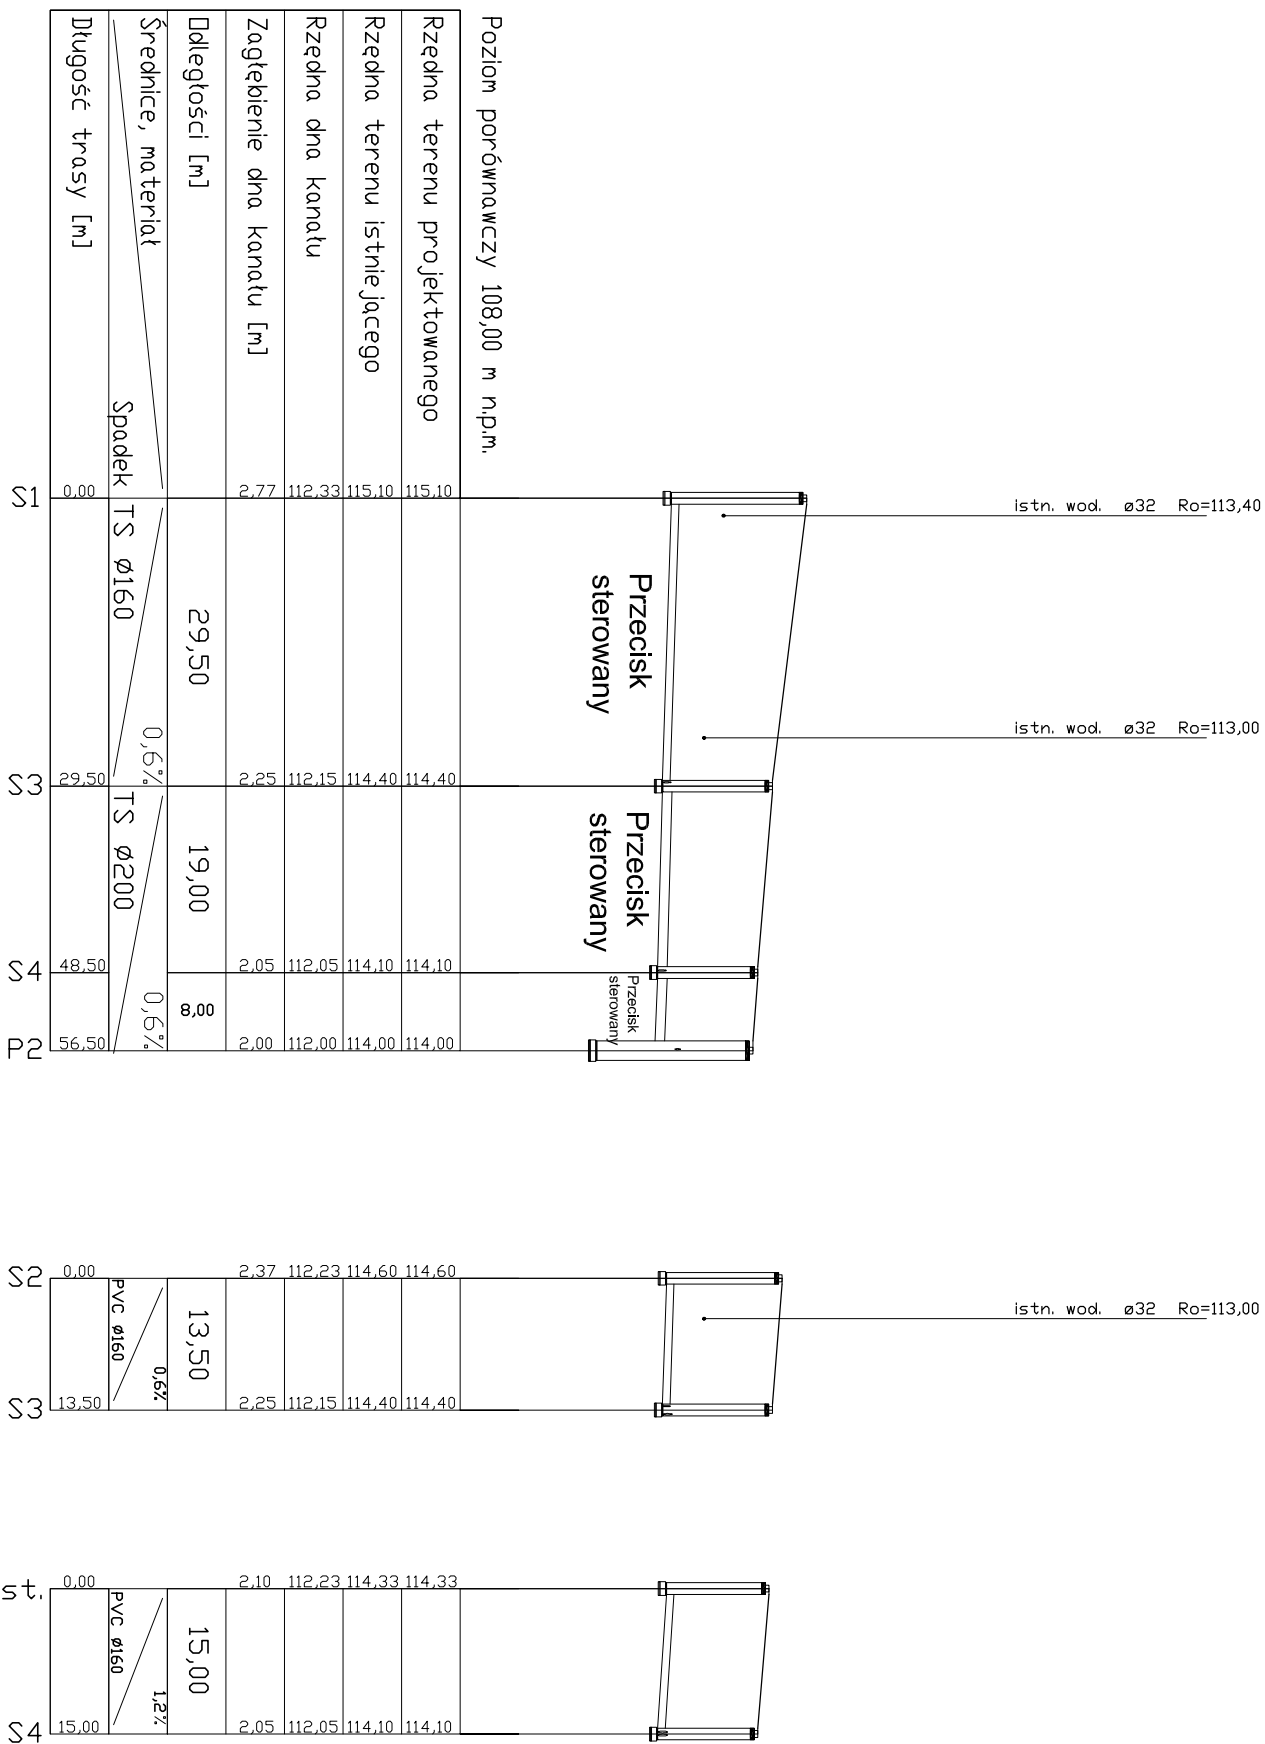 Poziom porównawczy 108,00 m n.p.m.
Rzędna terenu projektowanego
115,10 114,40 114,10 114,00 114,60 114,40 114,33 114,10
Rzędna terenu istniejącego
115,10 114,40 114,10 114,00 114,60 114,40 114,33 114,10
Rzędna dna kanału
112,33 112,15 112,05 112,00 112,23 112,15 112,23 112,05
Zagłębienie dna kanału [m]
2,77 2,25 2,05 2,00 2,37 2,25 2,10 2,05
Odległości [m]
29,50 19,00 8,00 13,50 15,00
Średnice, materiał
0,6% 0,6% 0,6% 1,2%
Spadek
TS Ø160 TS Ø200 PVC ø160 PVC ø160
Długość trasy [m]
0,00 29,50 48,50 56,50 0,00 13,50 0,00 15,00
S1 S3 S4 P2 S2 S3 st. S4
istn. wod. ø32 Ro=113,40
istn. wod. ø32 Ro=113,00
istn. wod. ø32 Ro=113,00
Przecisk
sterowany
Przecisk
sterowany
Przecisk
sterowany